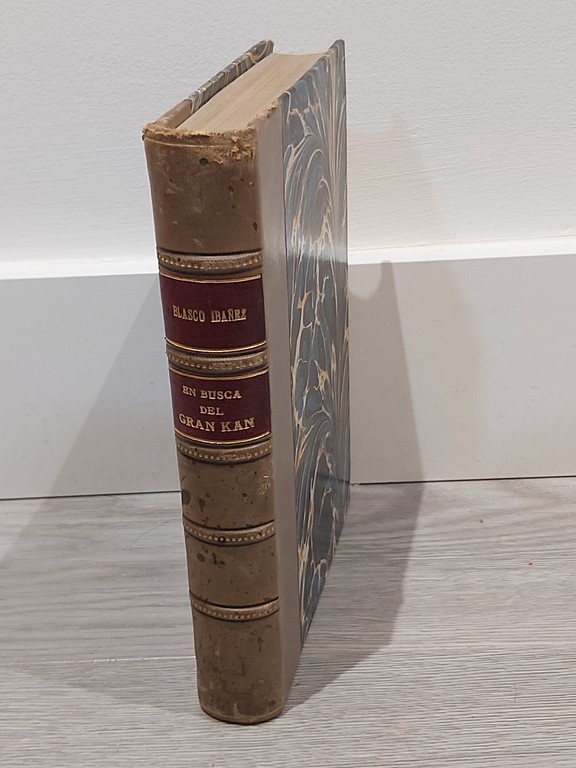 BLASCO IBAÑEZ
EN BUSCA
DEL
GRAN KAN